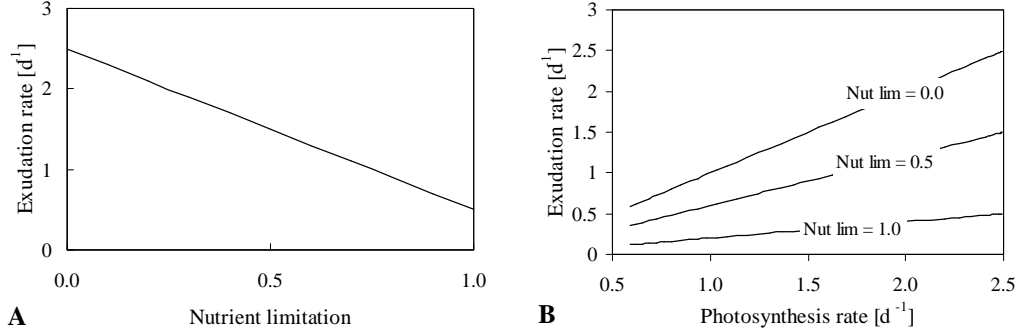 3
2
1
0
0.0 0.5 1.0
Exudation rate [d⁻¹]
Nutrient limitation
A
3
2.5
2
1.5
1
0.5
0
0.5 1.0 1.5 2.0 2.5
Exudation rate [d⁻¹]
Nut lim = 0.0
Nut lim = 0.5
Nut lim = 1.0
Photosynthesis rate [d⁻¹]
B